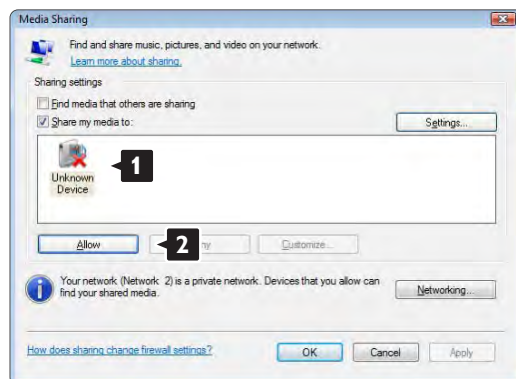 Media Sharing
Find and share music, pictures, and video on your network.
Learn more about sharing.
Sharing settings
Find media that others are sharing
Share my media to:
Settings...
Unknown
Device
1
Allow
2
Customize...
Your network (Network 2) is a private network. Devices that you allow can
find your shared media.
Networking...
How does sharing change firewall settings?
OK
Cancel
Apply